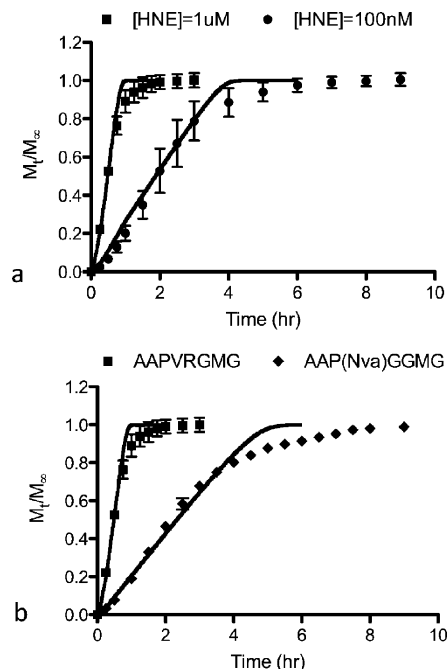 ■ [HNE]=1uM ● [HNE]=100nM
1.2
1.0
0.8
0.6
0.4
0.2
0.0
Mt/M∞
0 2 4 6 8 10
Time (hr)
a
■ AAPVRGMG ◆ AAP(Nva)GGMG
1.2
1.0
0.8
0.6
0.4
0.2
0.0
Mt/M∞
0 2 4 6 8 10
Time (hr)
b